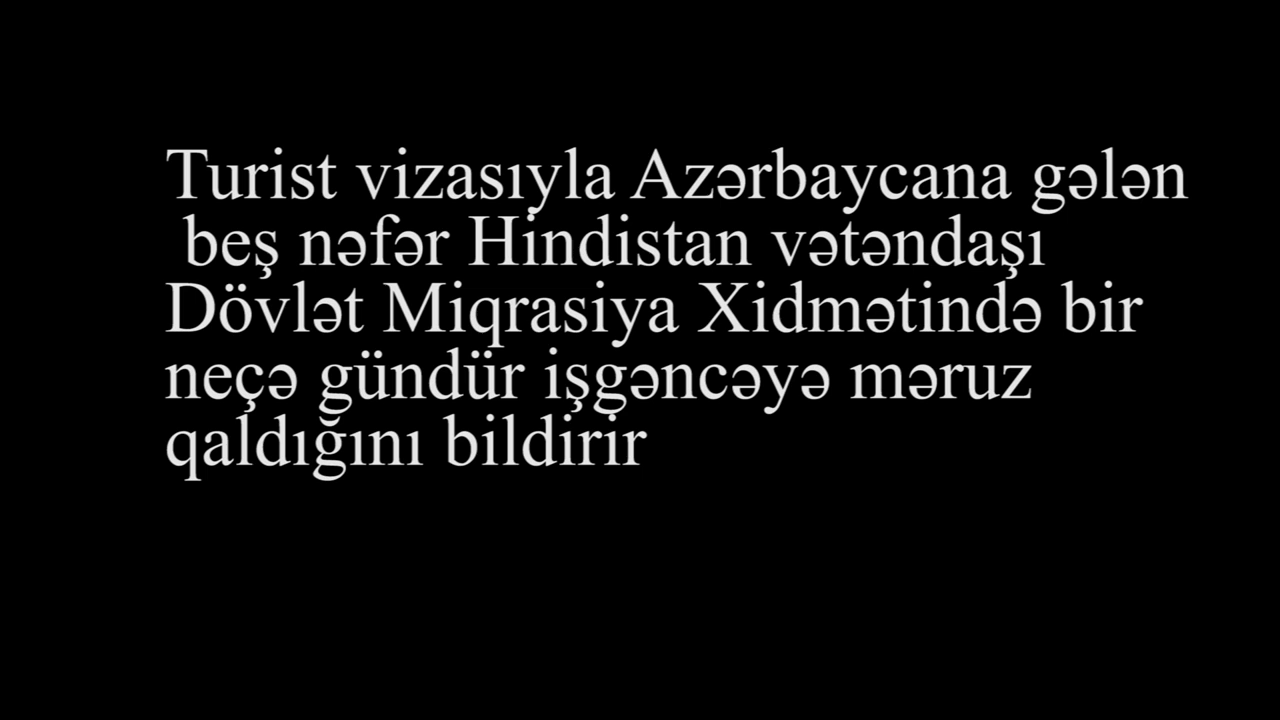 Turist vizasıyla Azərbaycana gələn
beş nəfər Hindistan vətəndaşı
Dövlət Miqrasiya Xidmətində bir
neçə gündür işgəncəyə məruz
qaldığını bildirir